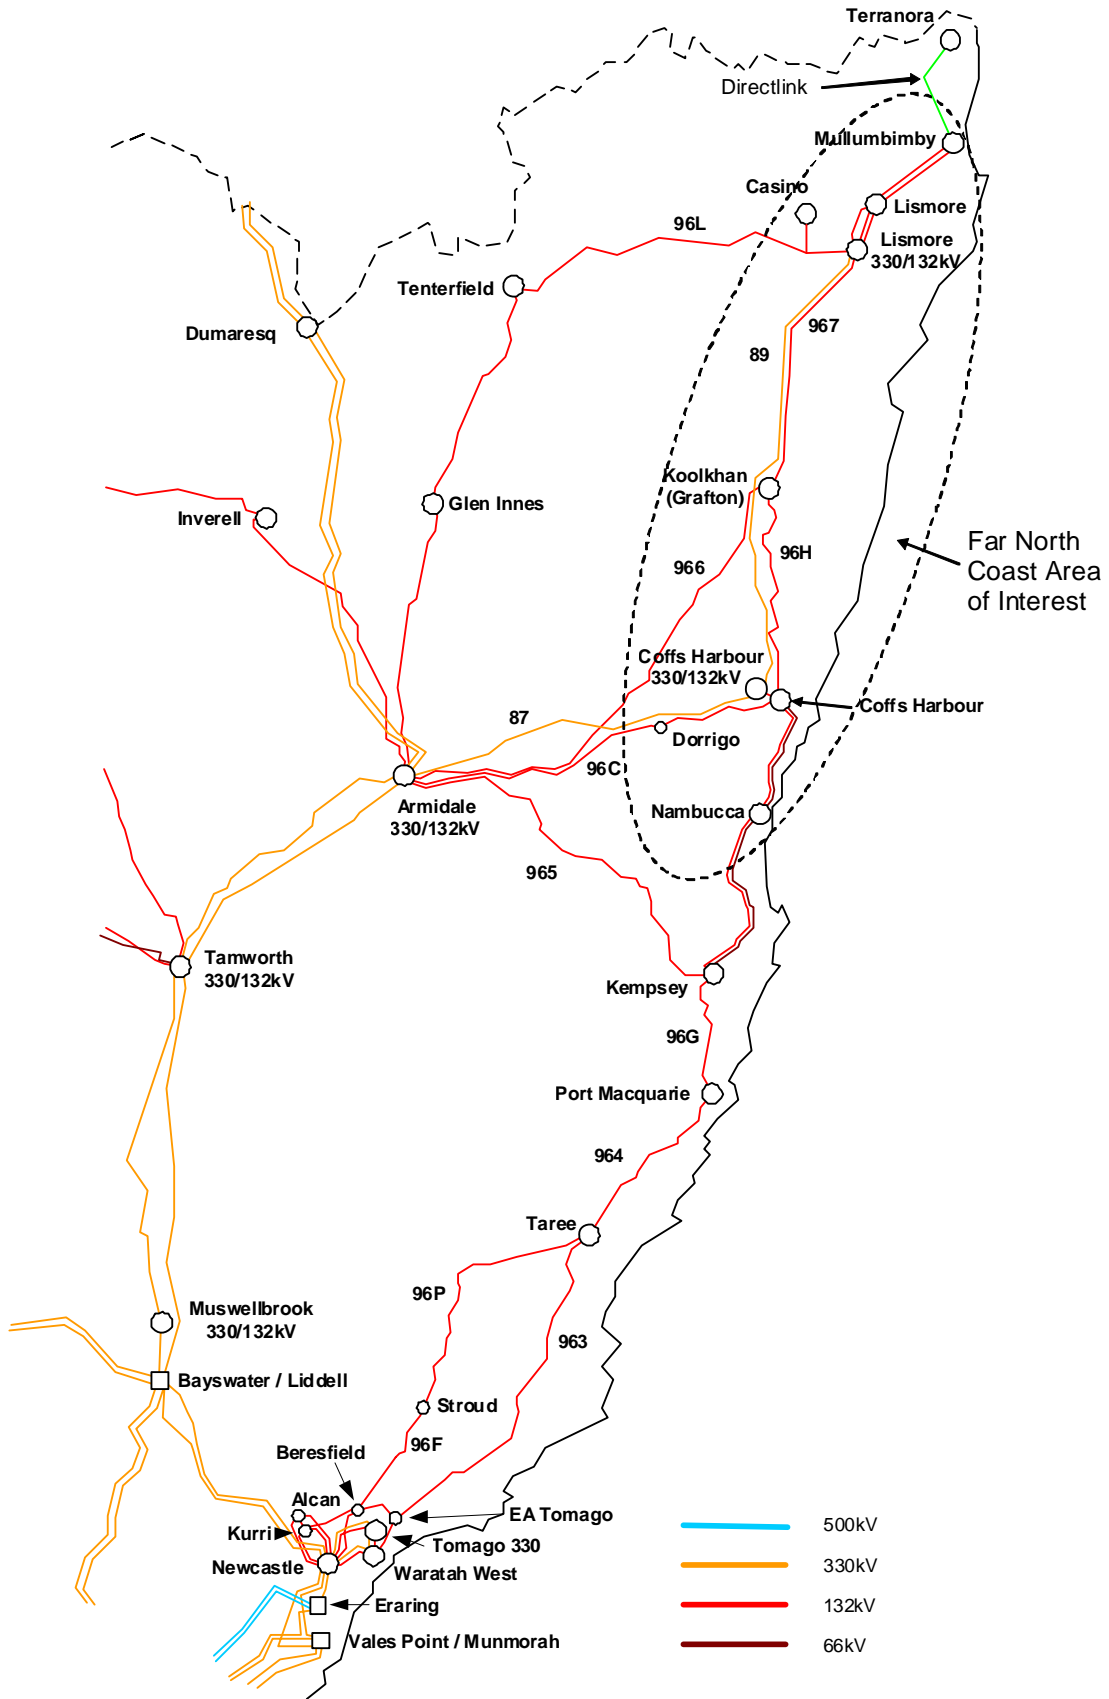 Terranora
Directlink
Mullumbimby
Casino
Lismore
96L
Lismore
330/132kV
Tenterfield
967
Dumaresq
89
Koolkhan
(Grafton)
Glen Innes
Inverell
96H
Far North
Coast Area
of Interest
966
Coffs Harbour
330/132kV
Coffs Harbour
87
Dorrigo
96C
Armidale
330/132kV
Nambucca
965
Tamworth
330/132kV
Kempsey
96G
Port Macquarie
964
Taree
96P
Muswellbrook
330/132kV
963
Bayswater / Liddell
Stroud
96F
Beresfield
Alcan
EA Tomago
500kV
Kurri
Tomago 330
Newcastle
Waratah West
330kV
Eraring
132kV
Vales Point / Munmorah
66kV